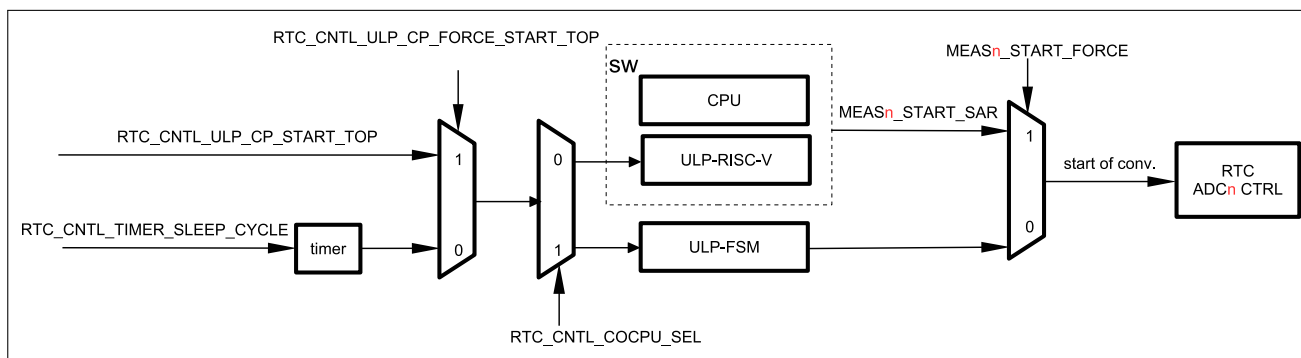 RTC_CNTL_ULP_CP_FORCE_START_TOP
SW
MEASn_START_FORCE
CPU
RTC_CNTL_ULP_CP_START_TOP
MEASn_START_SAR
1
0
ULP-RISC-V
1
start of conv.
RTC
ADCn CTRL
RTC_CNTL_TIMER_SLEEP_CYCLE
timer
0
1
ULP-FSM
0
RTC_CNTL_COCPU_SEL